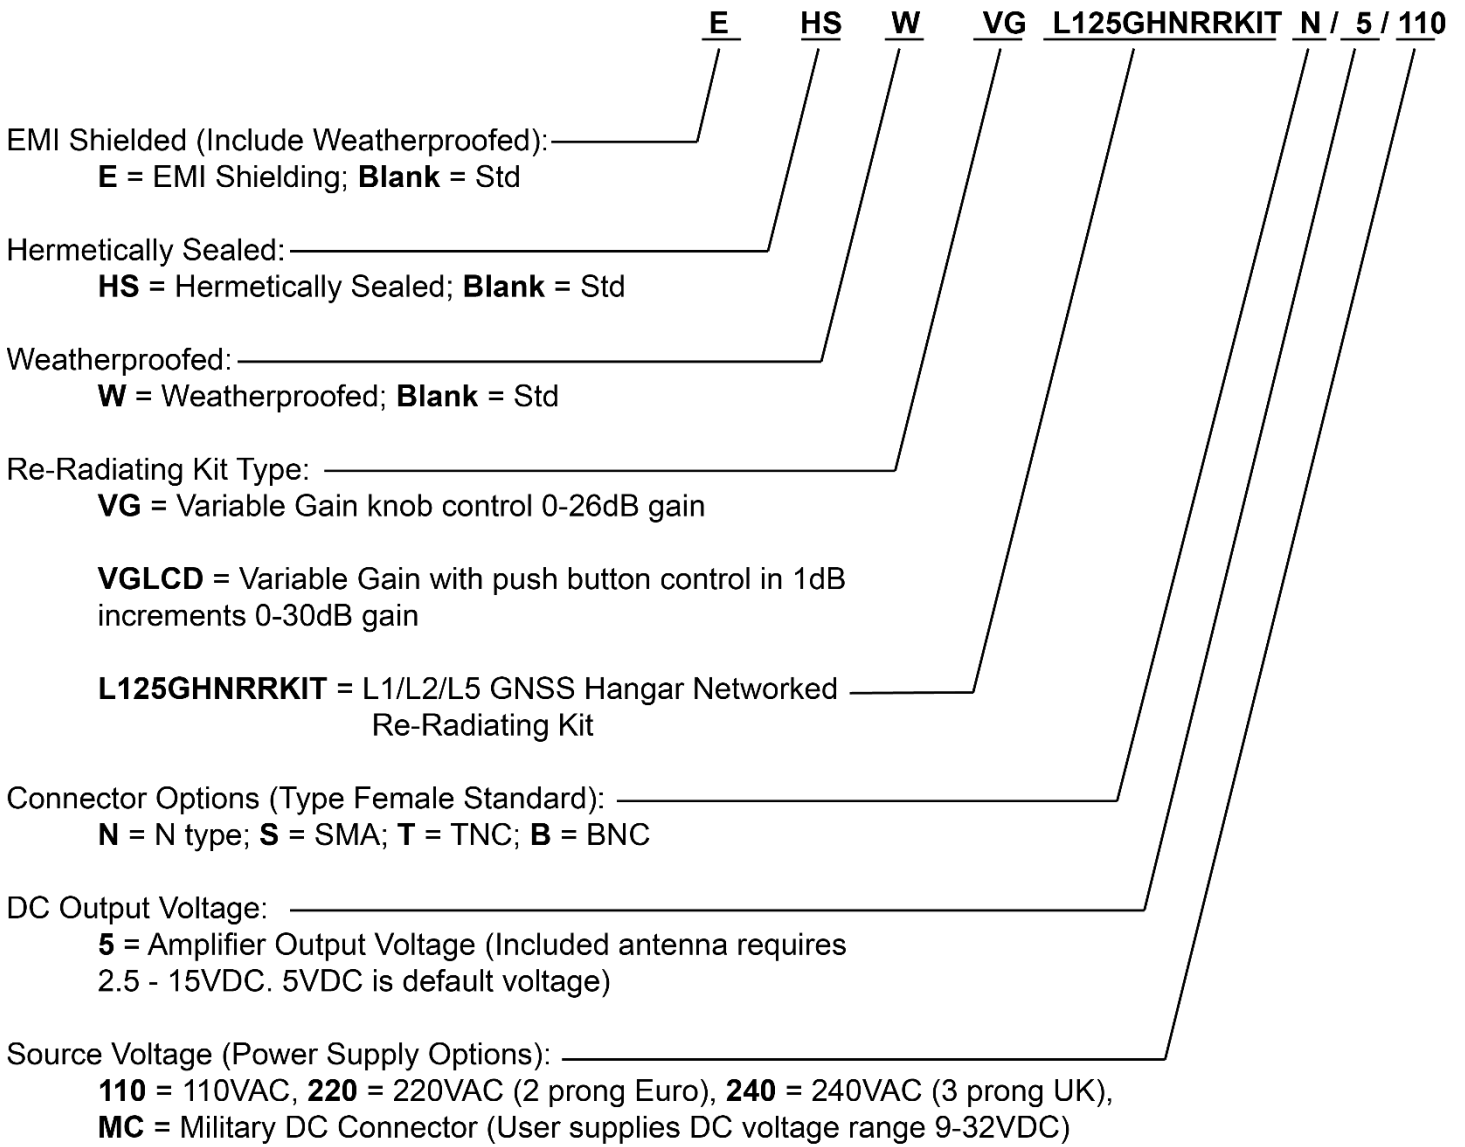 E HS W VG L125GHNRRKIT N / 5 / 110
EMI Shielded (Include Weatherproofed):
E = EMI Shielding; Blank = Std
Hermetically Sealed:
HS = Hermetically Sealed; Blank = Std
Weatherproofed:
W = Weatherproofed; Blank = Std
Re-Radiating Kit Type:
VG = Variable Gain knob control 0-26dB gain
VGLCD = Variable Gain with push button control in 1dB
increments 0-30dB gain
L125GHNRRKIT = L1/L2/L5 GNSS Hangar Networked
Re-Radiating Kit
Connector Options (Type Female Standard):
N = N type; S = SMA; T = TNC; B = BNC
DC Output Voltage:
5 = Amplifier Output Voltage (Included antenna requires
2.5 - 15VDC. 5VDC is default voltage)
Source Voltage (Power Supply Options):
110 = 110VAC, 220 = 220VAC (2 prong Euro), 240 = 240VAC (3 prong UK),
MC = Military DC Connector (User supplies DC voltage range 9-32VDC)